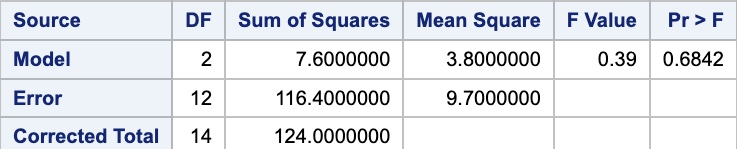 Source DF Sum of Squares Mean Square F Value Pr > F
Model 2 7.6000000 3.8000000 0.39 0.6842
Error 12 116.4000000 9.7000000
Corrected Total 14 124.0000000